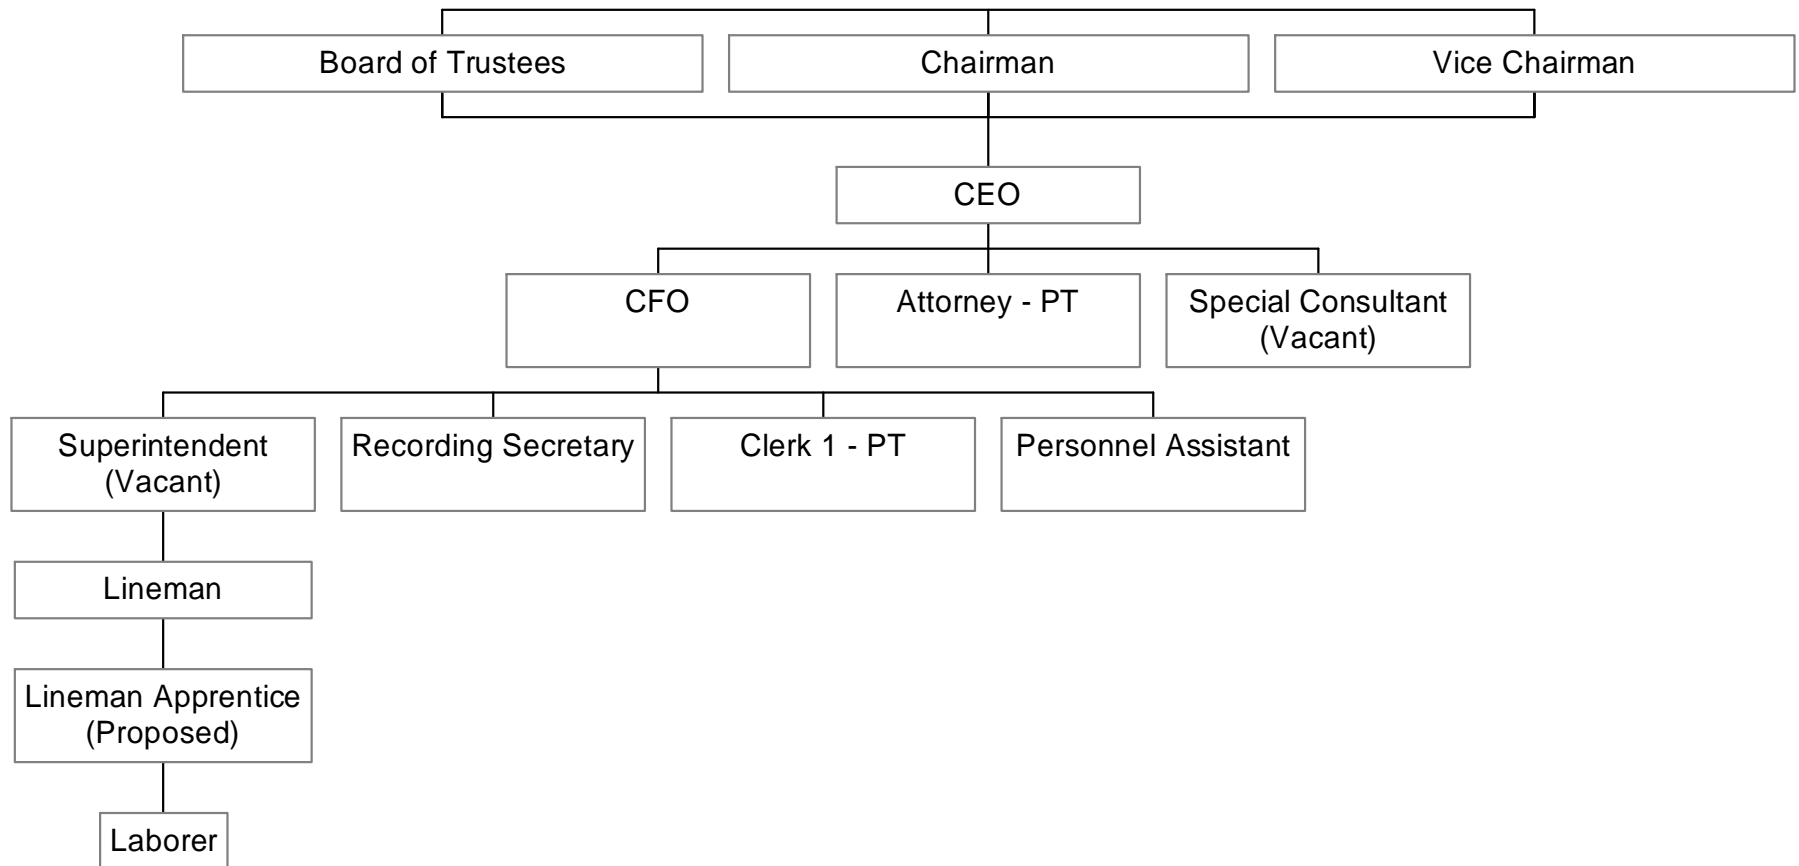 Board of Trustees
Chairman
Vice Chairman
CEO
CFO
Attorney - PT
Special Consultant
(Vacant)
Superintendent
(Vacant)
Recording Secretary
Clerk 1 - PT
Personnel Assistant
Lineman
Lineman Apprentice
(Proposed)
Laborer